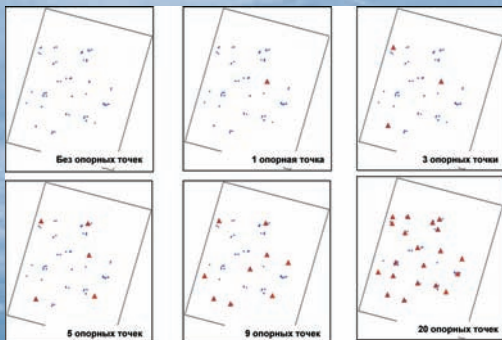 Без опорных точек
1 опорная точка
3 опорных точки
5 опорных точек
9 опорных точек
20 опорных точек